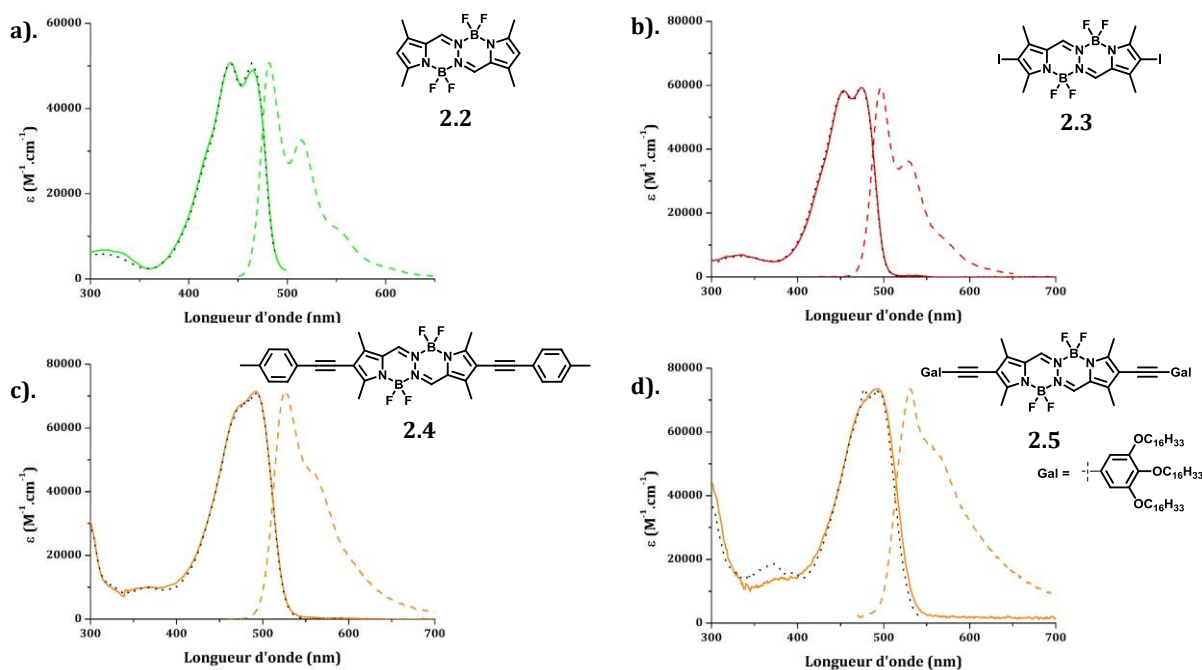 a).
ε (M⁻¹.cm⁻¹)
60000
50000
40000
30000
20000
10000
0
300 400 500 600
Longueur d'onde (nm)
F F
B
N N
N N
B
F F
2.2
b).
ε (M⁻¹.cm⁻¹)
80000
60000
40000
20000
0
300 400 500 600 700
Longueur d'onde (nm)
F F
B
N N
I I
N N
B
F F
2.3
c).
ε (M⁻¹.cm⁻¹)
80000
60000
40000
20000
0
300 400 500 600 700
Longueur d'onde (nm)
F F
B
N N
N N
B
F F
2.4
d).
ε (M⁻¹.cm⁻¹)
80000
60000
40000
20000
0
300 400 500 600 700
Longueur d'onde (nm)
F F
B
N N
Gal Gal
N N
B
F F
2.5
OC₁₆H₃₃
Gal = OC₁₆H₃₃
OC₁₆H₃₃